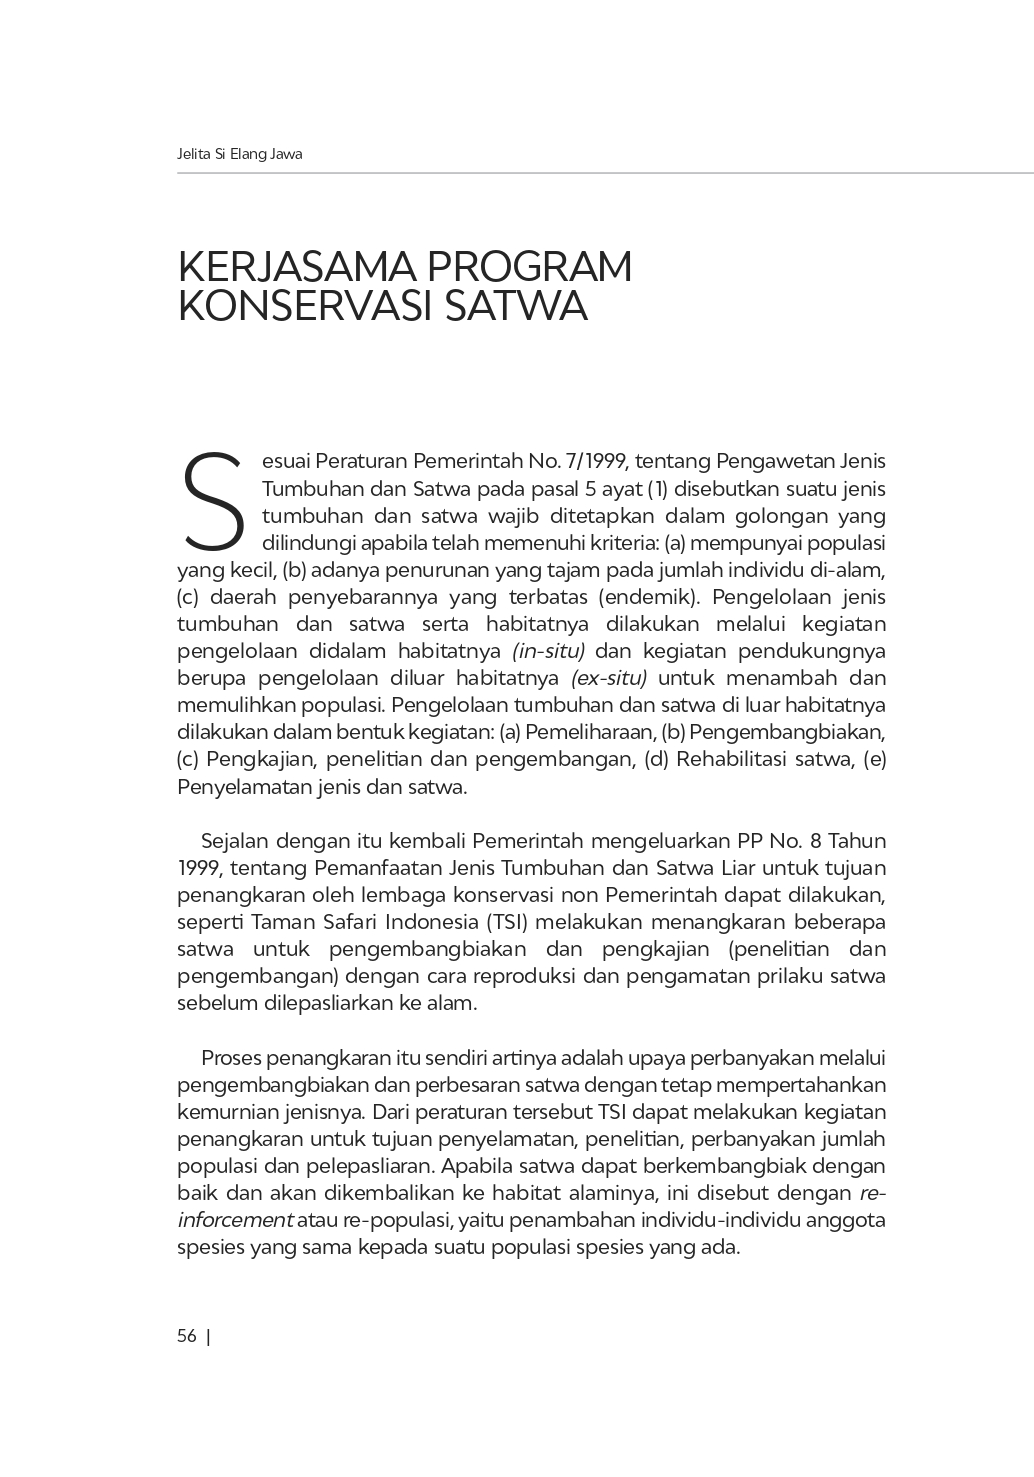 Jelita Si Elang Jawa
KERJASAMA PROGRAM
KONSERVASI SATWA
Sesuai Peraturan Pemerintah No. 7/1999, tentang Pengawetan Jenis
Tumbuhan dan Satwa pada pasal 5 ayat (1) disebutkan suatu jenis
tumbuhan dan satwa wajib ditetapkan dalam golongan yang
dilindungi apabila telah memenuhi kriteria: (a) mempunyai populasi
yang kecil, (b) adanya penurunan yang tajam pada jumlah individu di-alam,
(c) daerah penyebarannya yang terbatas (endemik). Pengelolaan jenis
tumbuhan dan satwa serta habitatnya dilakukan melalui kegiatan
pengelolaan didalam habitatnya (in-situ) dan kegiatan pendukungnya
berupa pengelolaan diluar habitatnya (ex-situ) untuk menambah dan
memulihkan populasi. Pengelolaan tumbuhan dan satwa di luar habitatnya
dilakukan dalam bentuk kegiatan: (a) Pemeliharaan, (b) Pengembangbiakan,
(c) Pengkajian, penelitian dan pengembangan, (d) Rehabilitasi satwa, (e)
Penyelamatan jenis dan satwa.
Sejalan dengan itu kembali Pemerintah mengeluarkan PP No. 8 Tahun
1999, tentang Pemanfaatan Jenis Tumbuhan dan Satwa Liar untuk tujuan
penangkaran oleh lembaga konservasi non Pemerintah dapat dilakukan,
seperti Taman Safari Indonesia (TSI) melakukan menangkaran beberapa
satwa untuk pengembangbiakan dan pengkajian (penelitian dan
pengembangan) dengan cara reproduksi dan pengamatan prilaku satwa
sebelum dilepasliarkan ke alam.
Proses penangkaran itu sendiri artinya adalah upaya perbanyakan melalui
pengembangbiakan dan perbesaran satwa dengan tetap mempertahankan
kemurnian jenisnya. Dari peraturan tersebut TSI dapat melakukan kegiatan
penangkaran untuk tujuan penyelamatan, penelitian, perbanyakan jumlah
populasi dan pelepasliaran. Apabila satwa dapat berkembangbiak dengan
baik dan akan dikembalikan ke habitat alaminya, ini disebut dengan re-
inforcement atau re-populasi, yaitu penambahan individu-individu anggota
spesies yang sama kepada suatu populasi spesies yang ada.
56 |